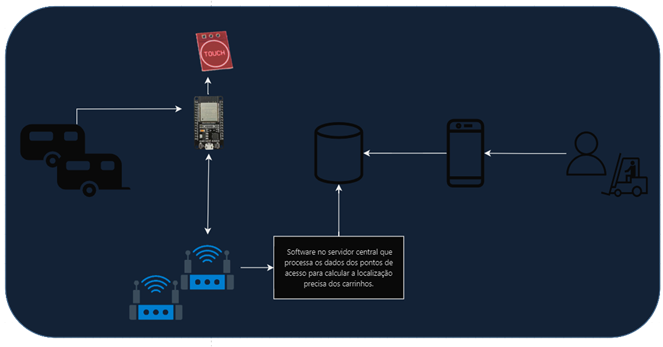 TOUCH
Software no servidor central que
processa os dados dos pontos de
acesso para calcular a localização
precisa dos carrinhos.